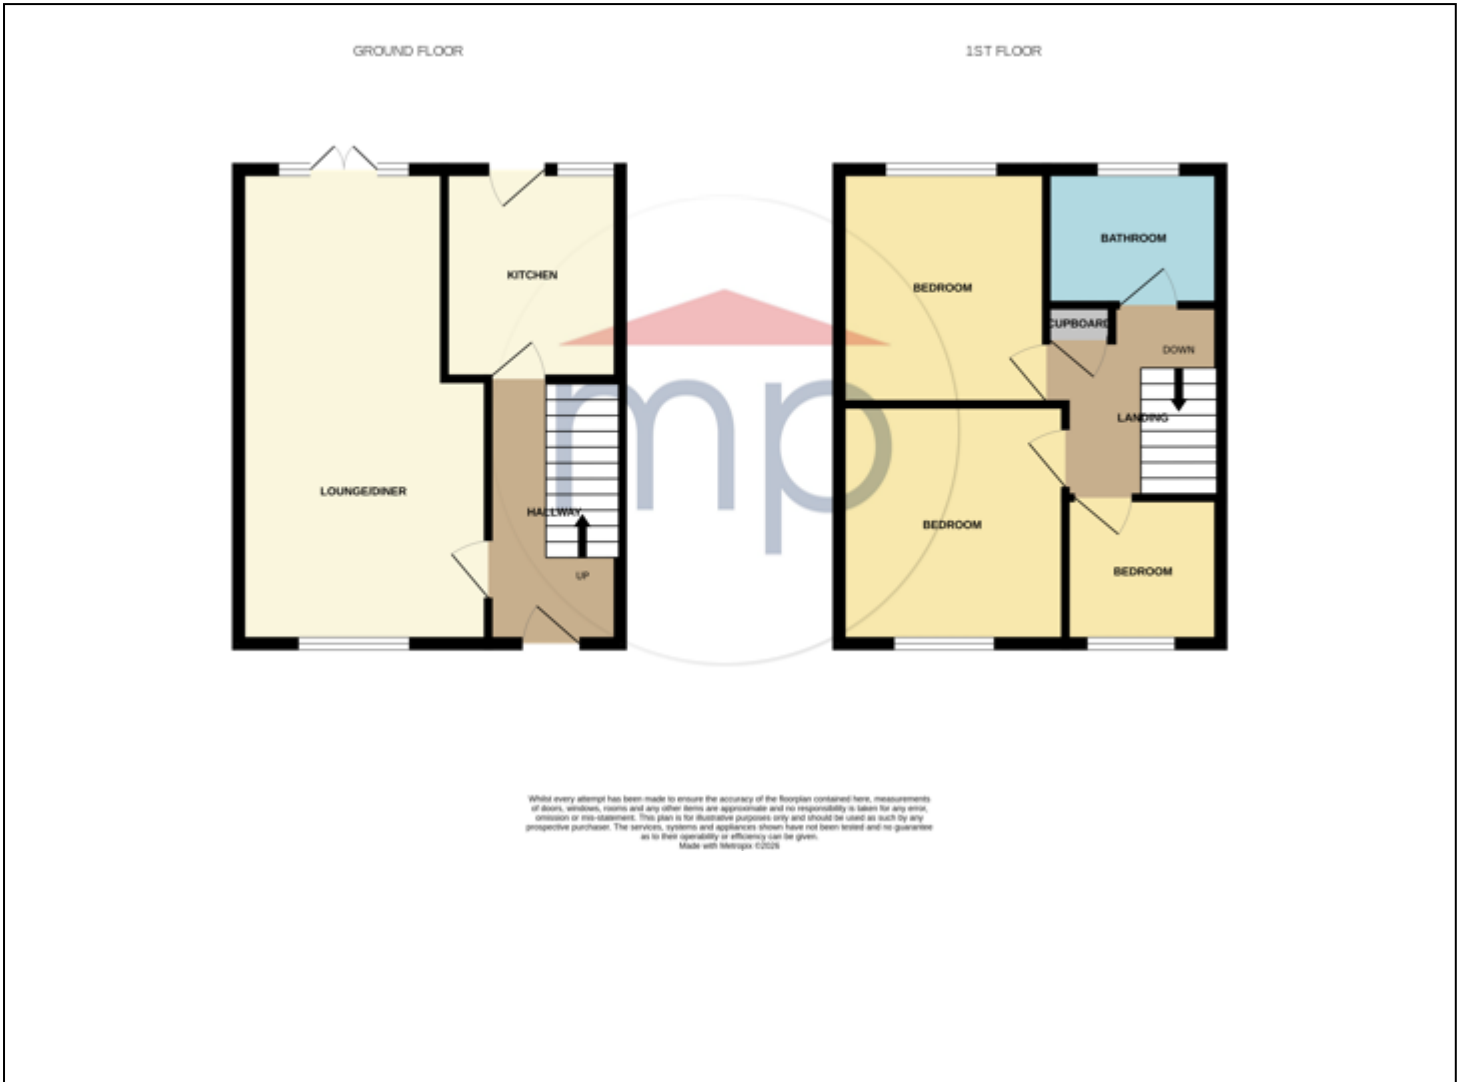 GROUND FLOOR
1ST FLOOR
KITCHEN
LOUNGE/DINER
HALLWAY
UP
BEDROOM
BATHROOM
CUPBOARD
DOWN
LANDING
BEDROOM
BEDROOM
mp
Whilst every attempt has been made to ensure the accuracy of the floorplan contained here, measurements
of doors, windows, rooms and any other items are approximate and no responsibility is taken for any error,
omission or mis-statement. This plan is for illustrative purposes only and should be used as such by any
prospective purchaser. The services, systems and appliances shown have not been tested and no guarantee
as to their operability or efficiency can be given.
Made with Metropix ©2026